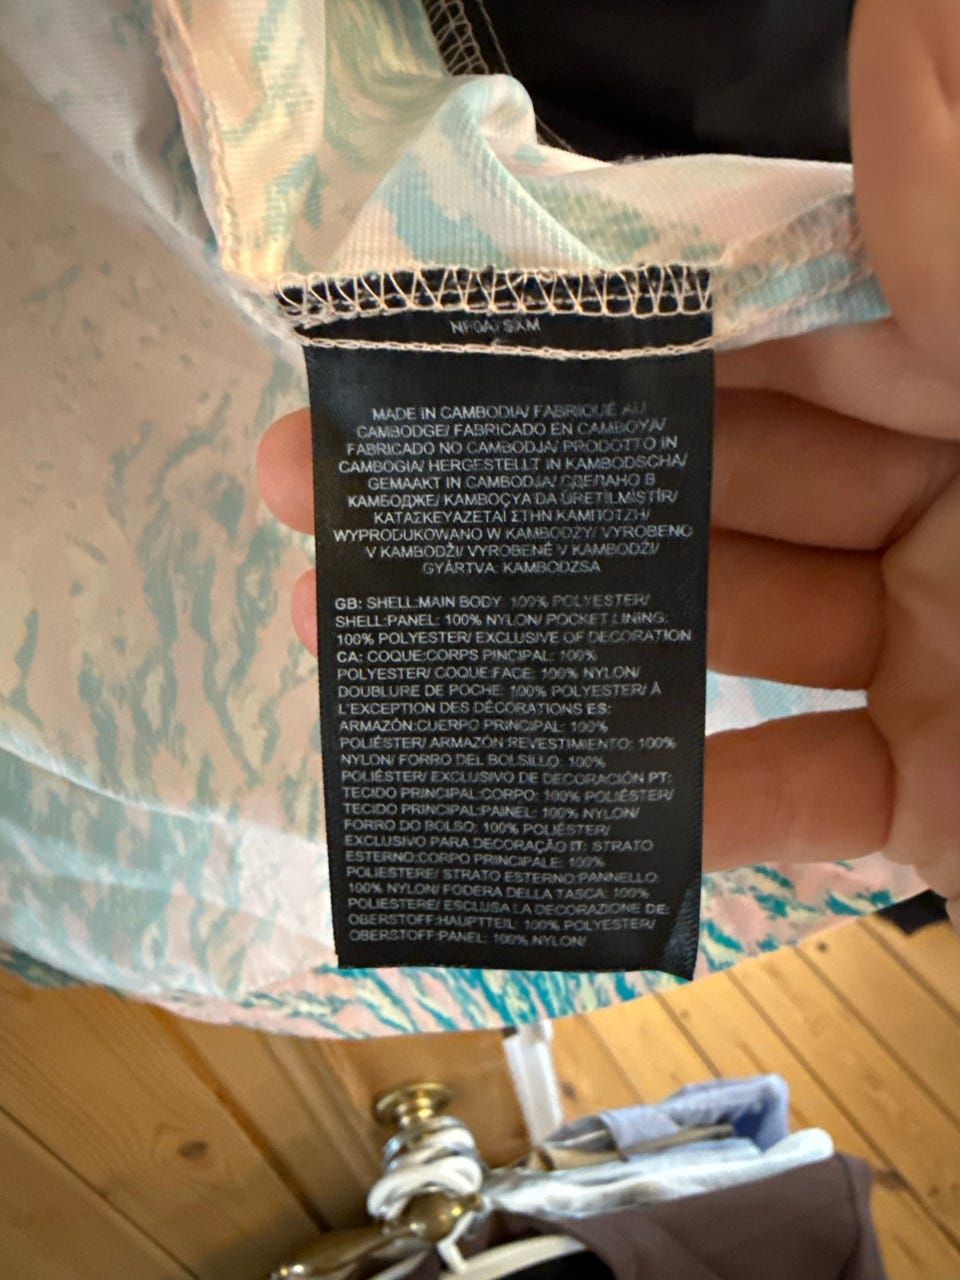 MADE IN CAMBODIA/ FABRIQUÉ AU
CAMBODGE/ FABRICADO EN CAMBOYA/
FABRICADO NO CAMBODJA/ PRODOTTO IN
CAMBOGIA/ HERGESTELLT IN KAMBODSCHA/
GEMAAKT IN CAMBODJA/ СДЕЛАНО В
КАМБОДЖЕ/ KAMBOÇYA'DA ÜRETİLMİŞTİR/
ΚΑΤΑΣΚΕΥΑΖΕΤΑΙ ΣΤΗΝ ΚΑΜΠΟΤΖΗ/
WYPRODUKOWANO W KAMBODŻY/ VYROBENO
V KAMBODŽI/ VYROBENÉ V KAMBODŽI/
GYÁRTVA: KAMBODZSA
GB: SHELL:MAIN BODY: 100% POLYESTER/
SHELL:PANEL: 100% NYLON/ POCKET LINING:
100% POLYESTER/ EXCLUSIVE OF DECORATION
CA: COQUE:CORPS PINCIPAL: 100%
POLYESTER/ COQUE:FACE: 100% NYLON/
DOUBLURE DE POCHE: 100% POLYESTER/ À
L'EXCEPTION DES DÉCORATIONS ES:
ARMAZÓN:CUERPO PRINCIPAL: 100%
POLIÉSTER/ ARMAZÓN:REVESTIMIENTO: 100%
NYLON/ FORRO DEL BOLSILLO: 100%
POLIÉSTER/ EXCLUSIVO DE DECORACIÓN PT:
TECIDO PRINCIPAL:CORPO: 100% POLIÉSTER/
TECIDO PRINCIPAL:PAINEL: 100% NYLON/
FORRO DO BOLSO: 100% POLIÉSTER/
EXCLUSIVO PARA DECORAÇÃO IT: STRATO
ESTERNO:CORPO PRINCIPALE: 100%
POLIESTERE/ STRATO ESTERNO:PANNELLO:
100% NYLON/ FODERA DELLA TASCA: 100%
POLIESTERE/ ESCLUSA LA DECORAZIONE DE:
OBERSTOFF:HAUPTTEIL: 100% POLYESTER/
OBERSTOFF:PANEL: 100% NYLON/